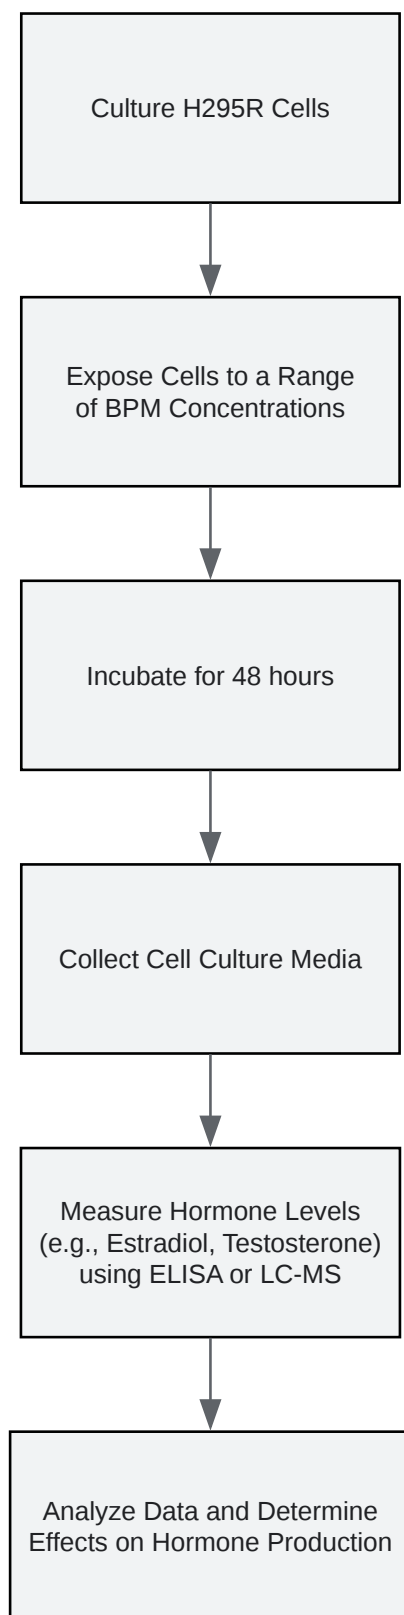 Culture H295R Cells
Expose Cells to a Range
of BPM Concentrations
Incubate for 48 hours
Collect Cell Culture Media
Measure Hormone Levels
(e.g., Estradiol, Testosterone)
using ELISA or LC-MS
Analyze Data and Determine
Effects on Hormone Production